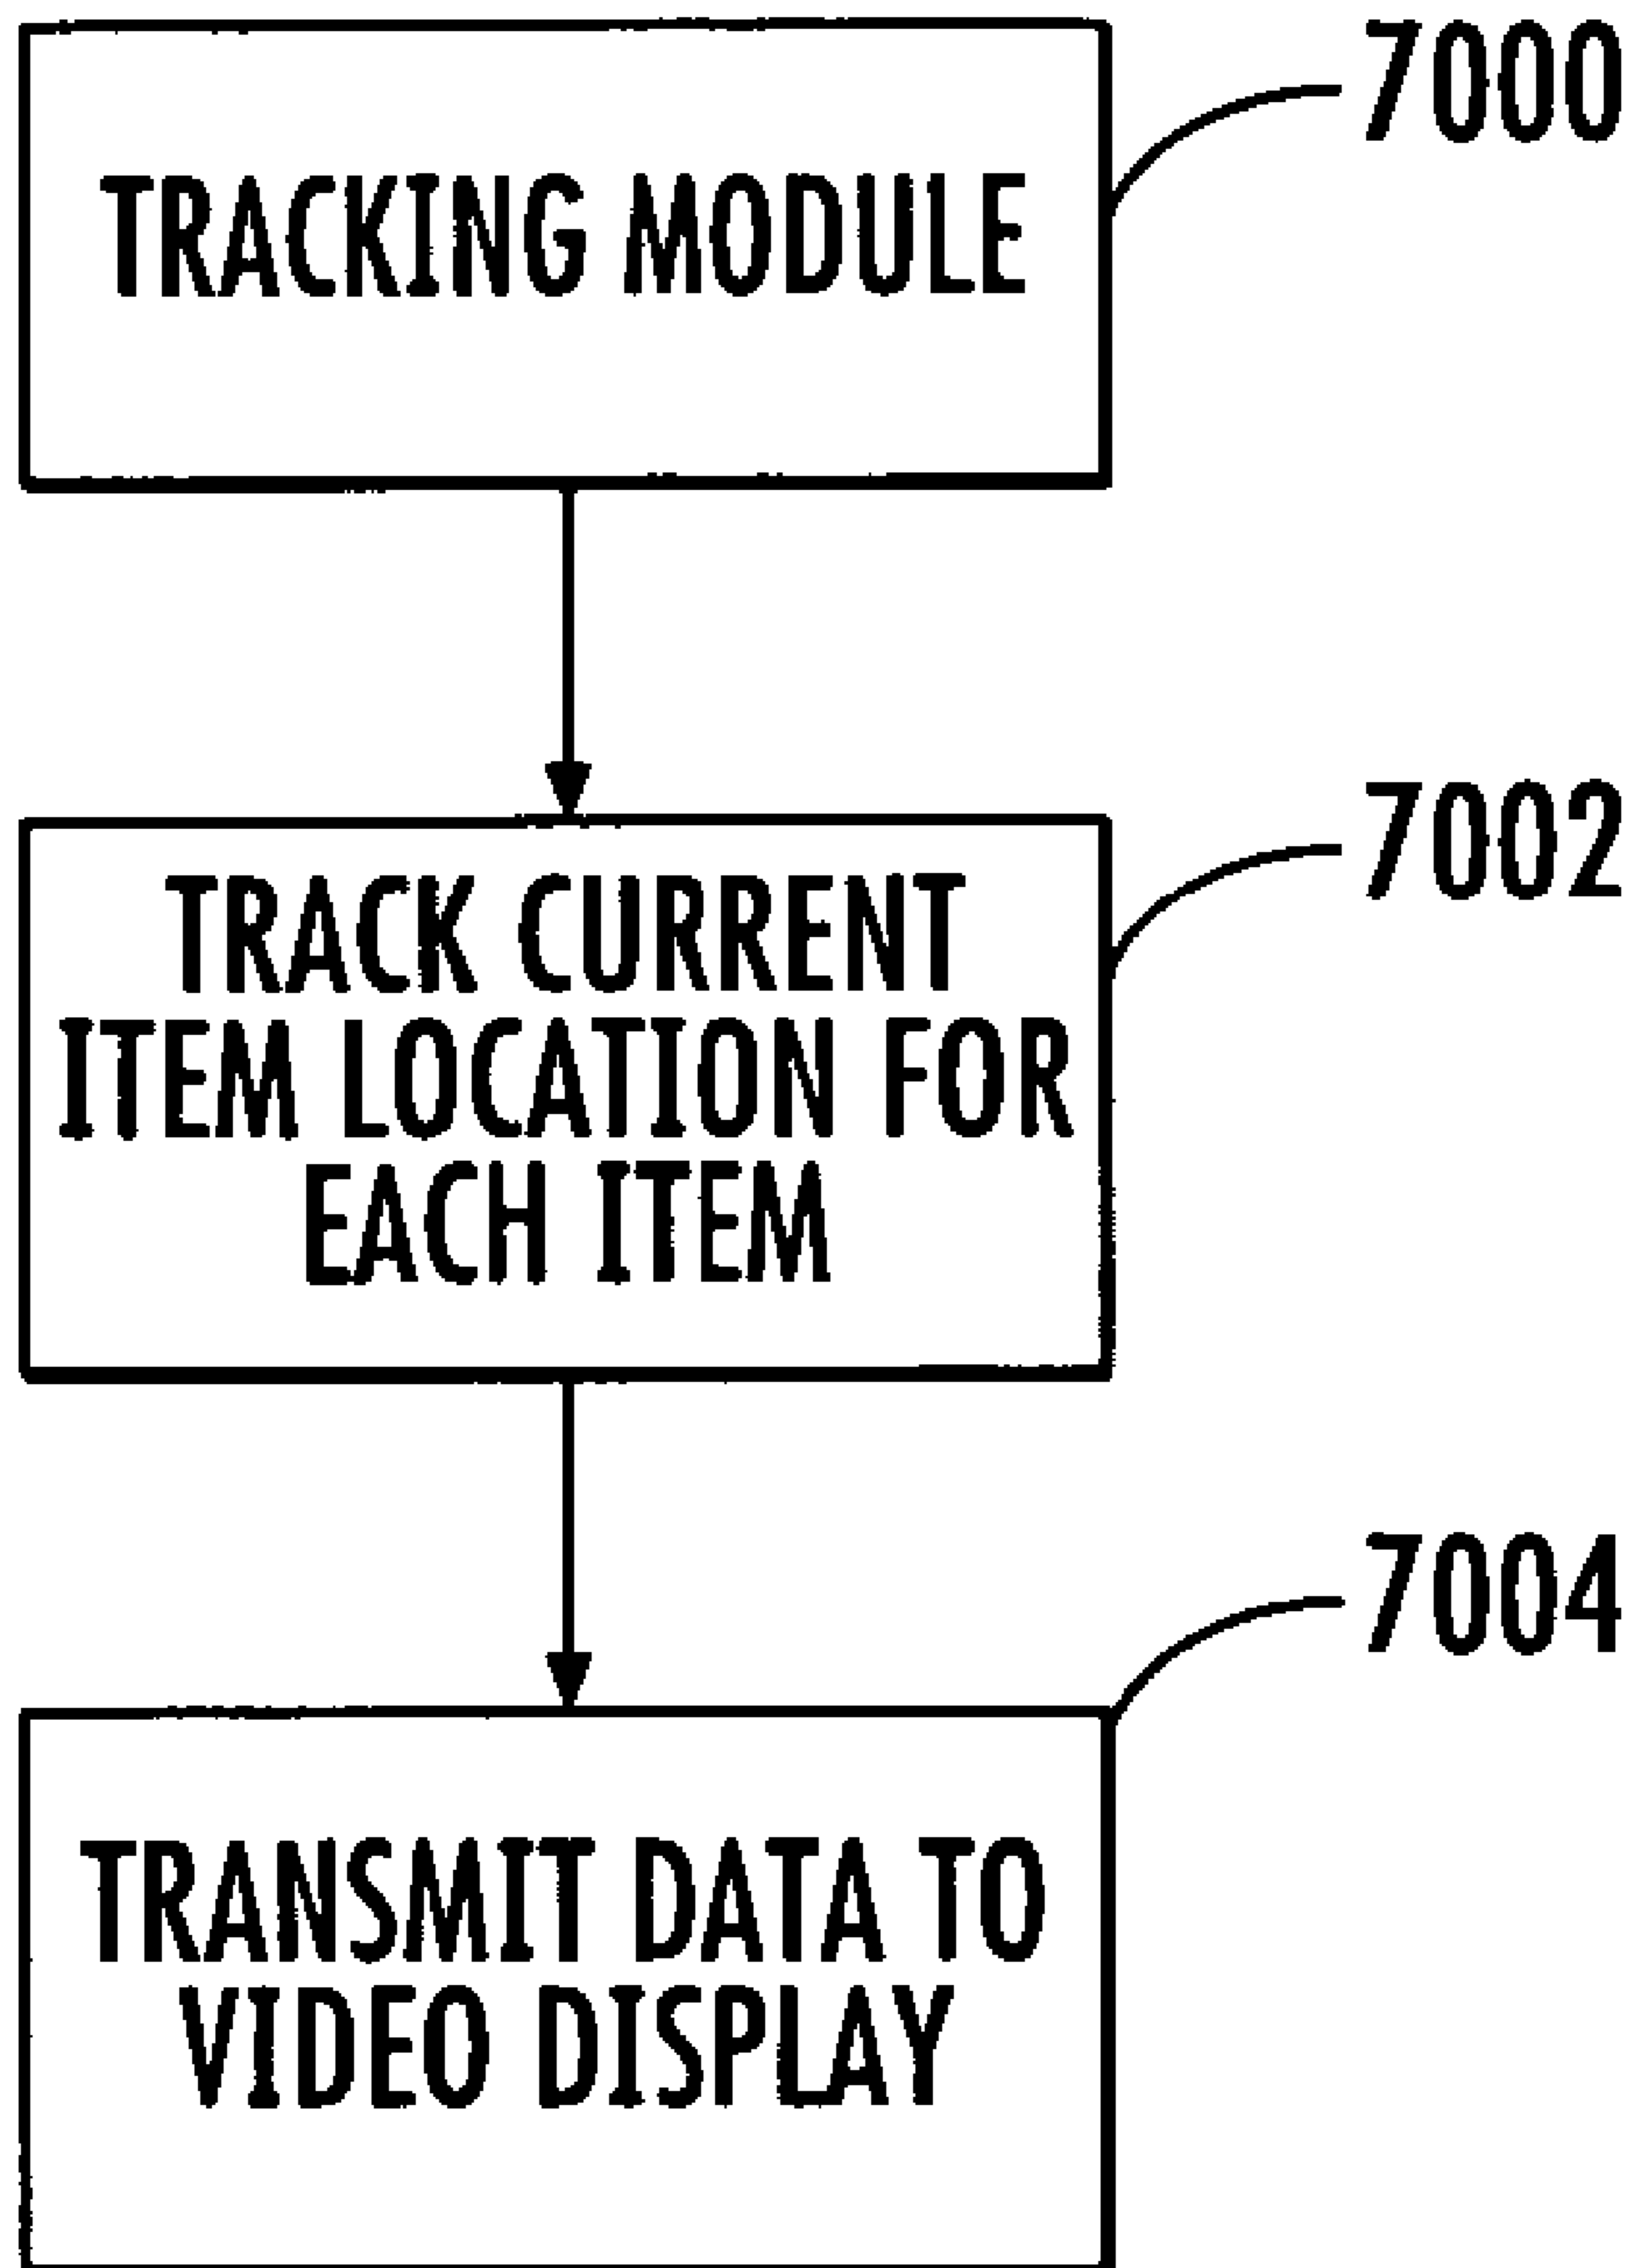 TRACKING MODULE
7000
TRACK CURRENT
ITEM LOCATION FOR
EACH ITEM
7002
TRANSMIT DATA TO
VIDEO DISPLAY
7004